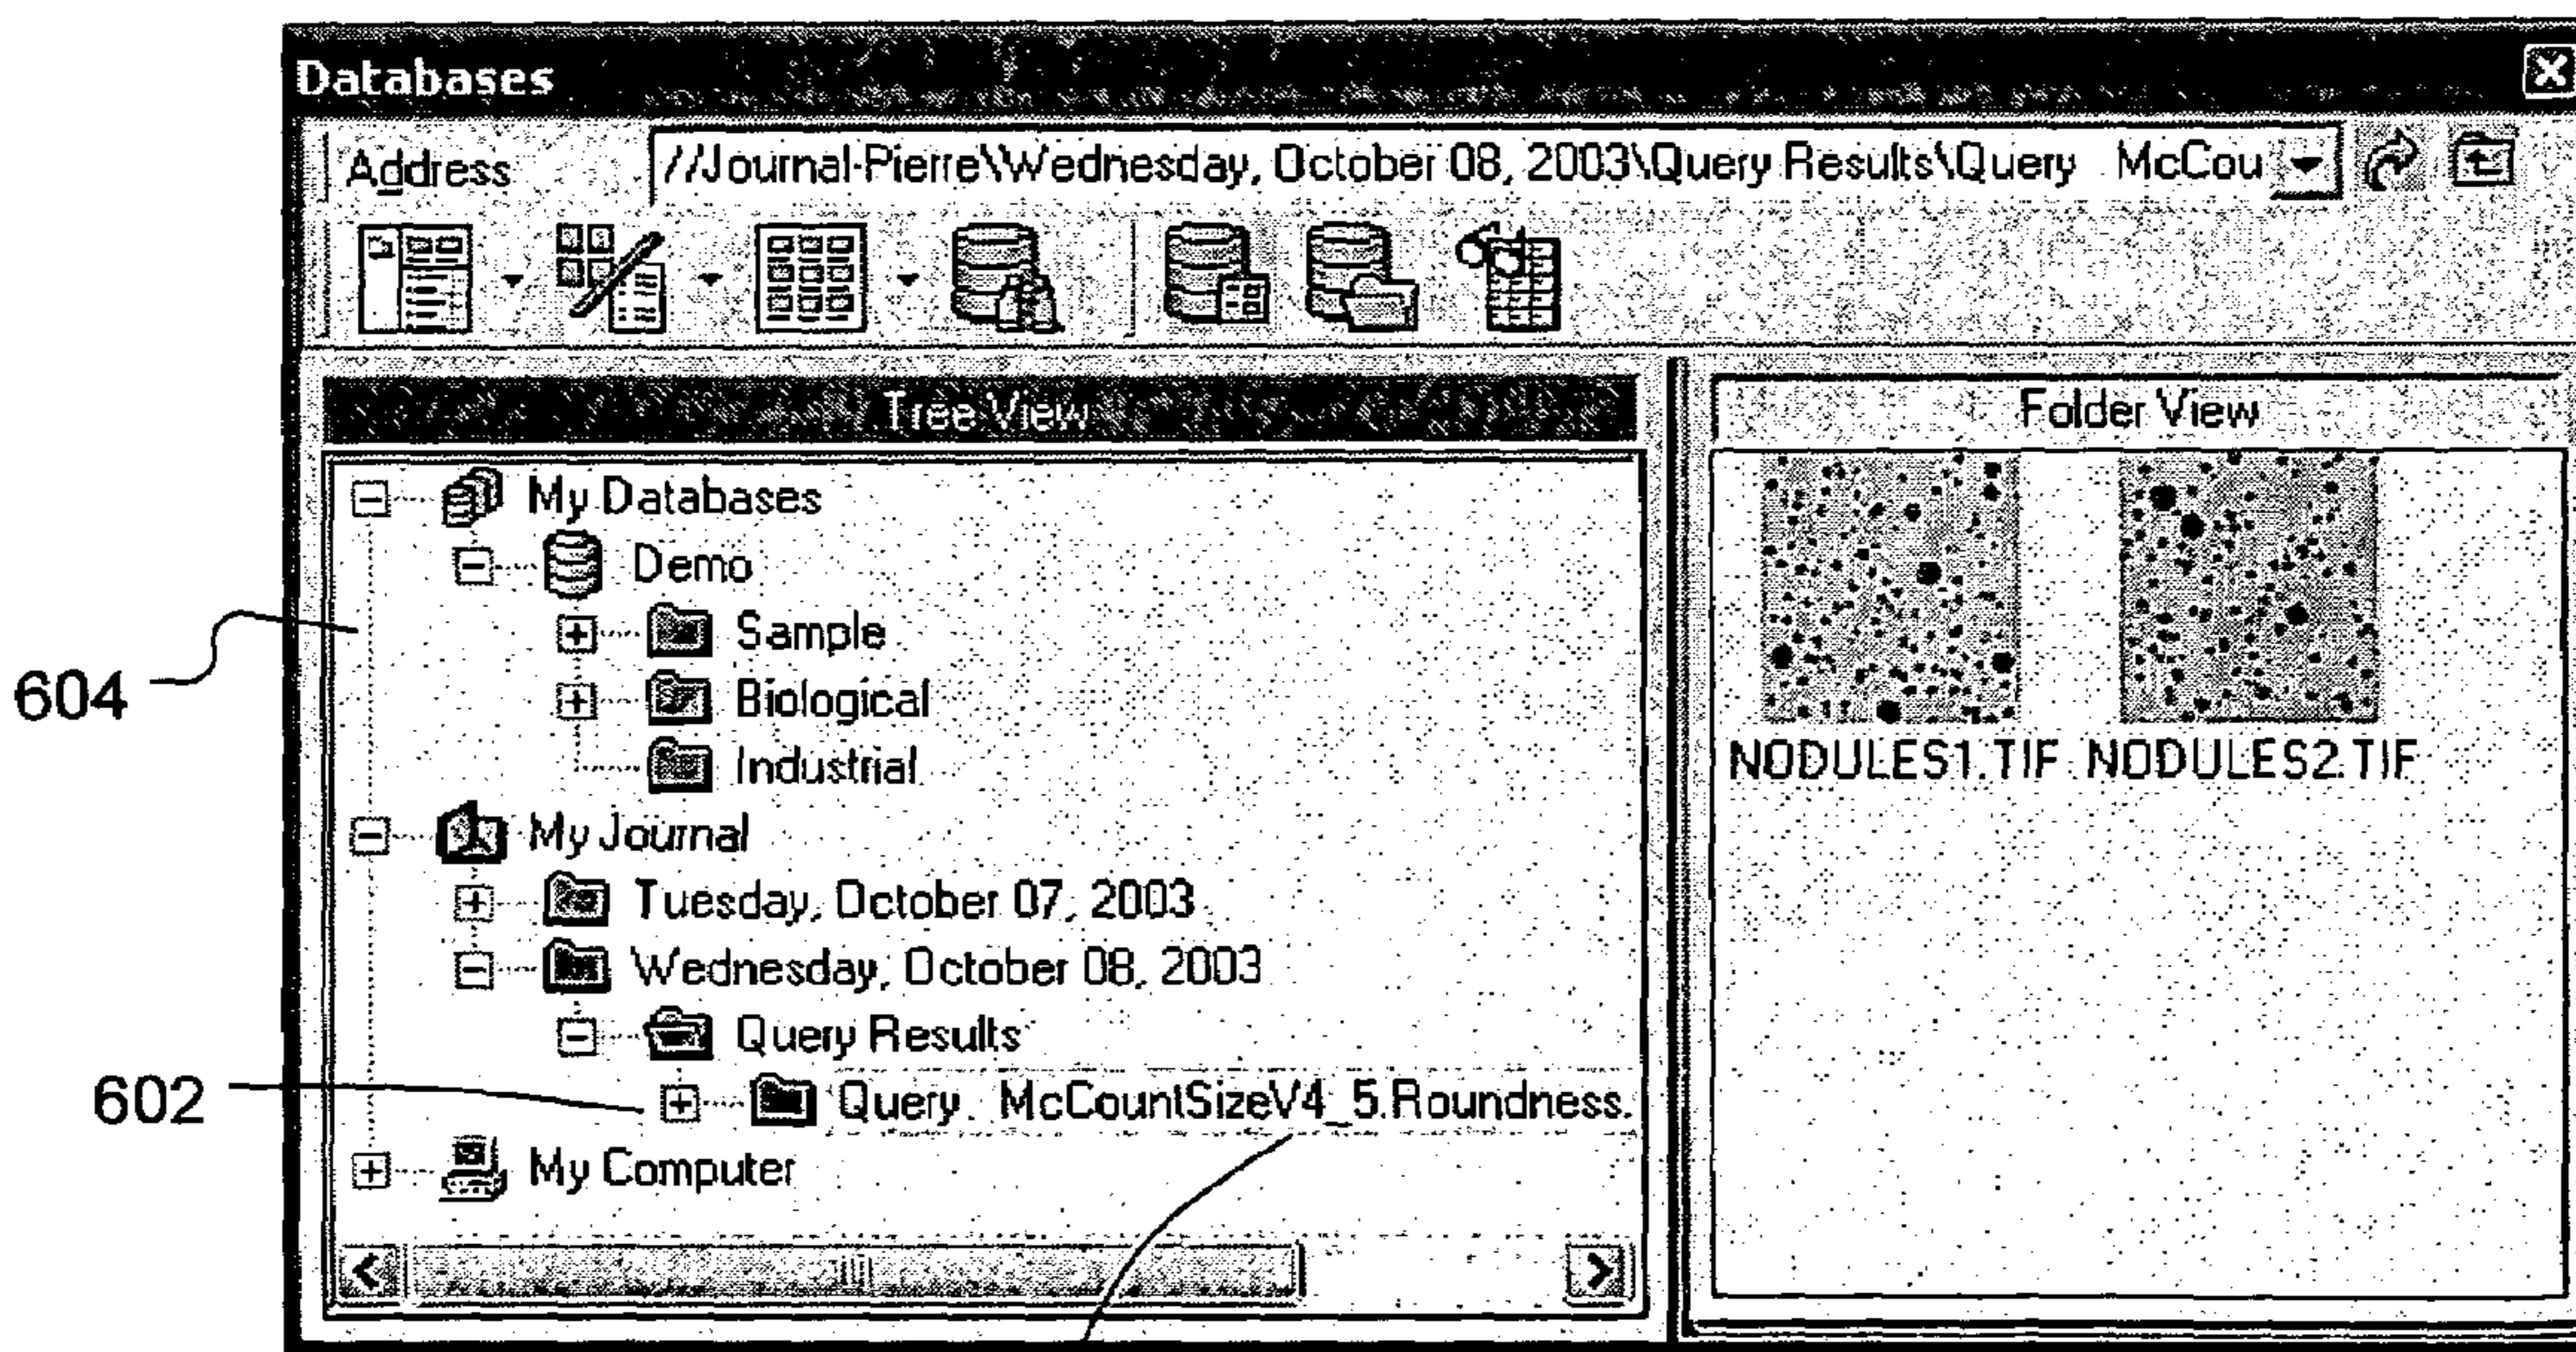 Databases
Address //Journal-Pierre\Wednesday, October 08, 2003\Query Results\Query McCou
Tree View
Folder View
My Databases
Demo
Sample
604
Biological
Industrial
NODULES1.TIF NODULES2.TIF
My Journal
Tuesday, October 07, 2003
Wednesday, October 08, 2003
Query Results
602
Query. McCountSizeV4_5.Roundness.
My Computer